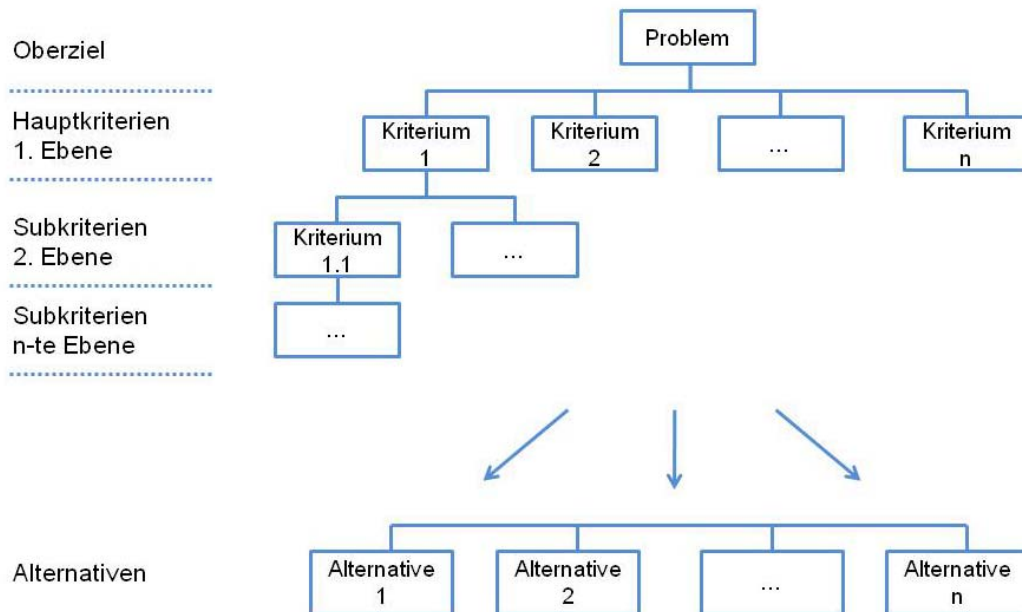 Oberziel
Problem
Hauptkriterien
1. Ebene
Kriterium
1
Kriterium
2
...
Kriterium
n
Subkriterien
2. Ebene
Kriterium
1.1
...
Subkriterien
n-te Ebene
...
Alternativen
Alternative
1
Alternative
2
...
Alternative
n